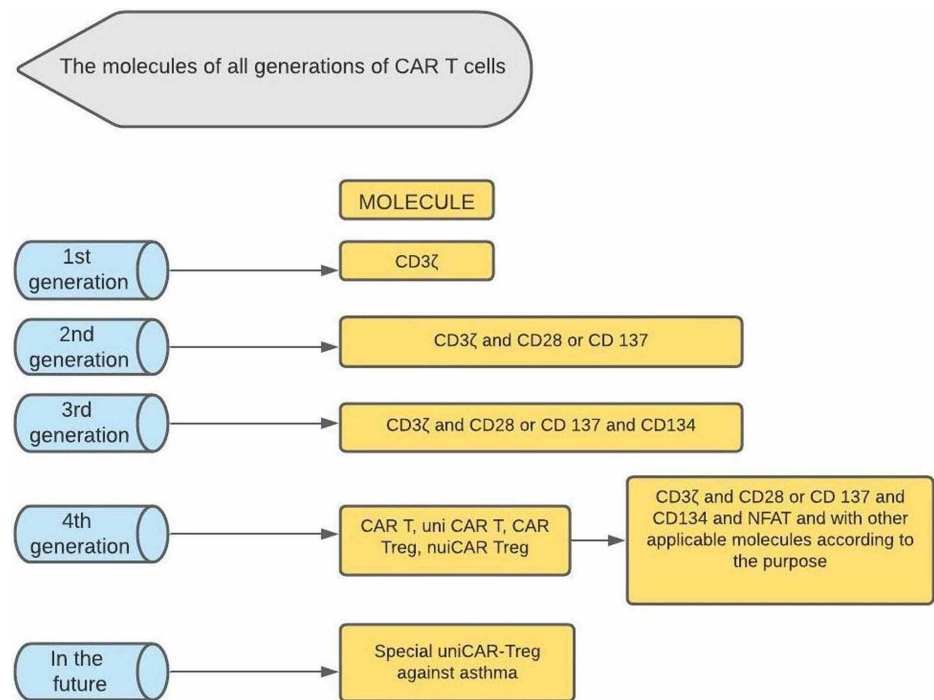 The molecules of all generations of CAR T cells
MOLECULE
1st
generation
CD3ζ
2nd
generation
CD3ζ and CD28 or CD 137
3rd
generation
CD3ζ and CD28 or CD 137 and CD134
4th
generation
CAR T, uni CAR T, CAR
Treg, nuiCAR Treg
CD3ζ and CD28 or CD 137 and
CD134 and NFAT and with other
applicable molecules according to
the purpose
In the
future
Special uniCAR-Treg
against asthma